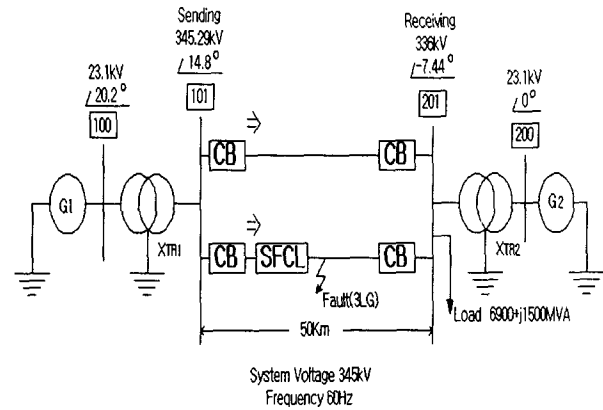 Sending
345.29kV
∠14.8°
101
Receiving
336kV
∠-7.44°
201
23.1kV
∠20.2°
100
23.1kV
∠0°
200
CB
CB
G1
XTR1
XTR2
G2
CB
SFCL
CB
Fault(3LG)
Load 6900+j1500MVA
50Km
System Voltage 345kV
Frequency 60Hz